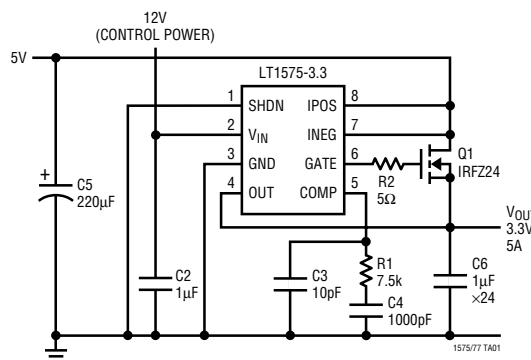 12V
(CONTROL POWER)
5V
LT1575-3.3
1 SHDN IPOS 8
2 VIN INEG 7
3 GND GATE 6
4 OUT COMP 5
R2
5Ω
Q1
IRFZ24
VOUT
3.3V
5A
+
C5
220µF
C2
1µF
C3
10pF
R1
7.5k
C4
1000pF
C6
1µF
×24
1575/77 TA01